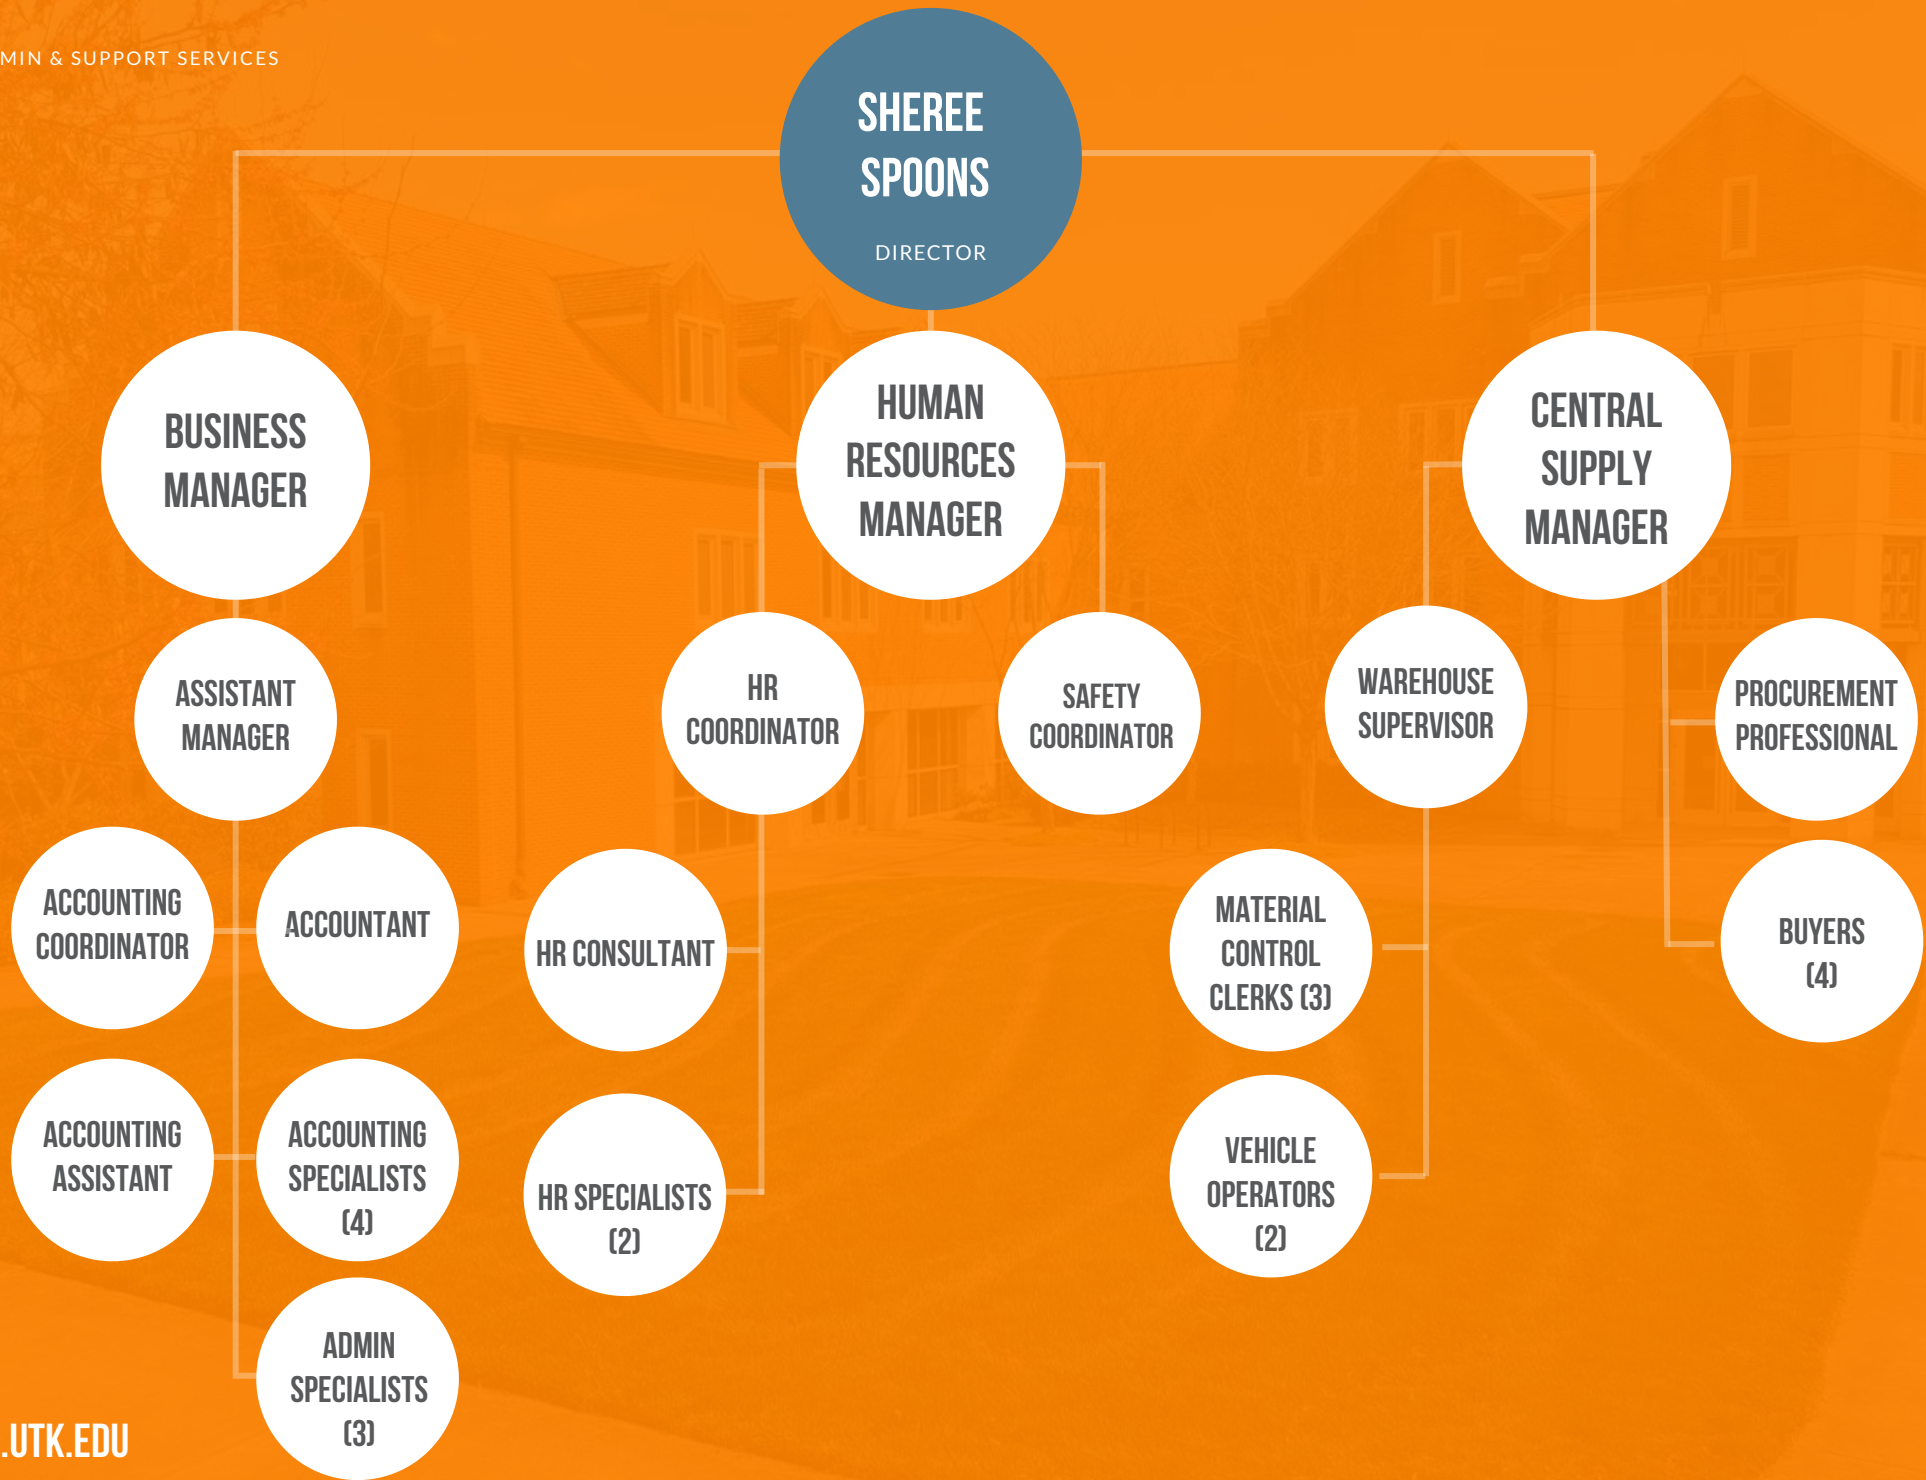 MIN & SUPPORT SERVICES
SHEREE
SPOONS
DIRECTOR
BUSINESS
MANAGER
HUMAN
RESOURCES
MANAGER
CENTRAL
SUPPLY
MANAGER
ASSISTANT
MANAGER
HR
COORDINATOR
SAFETY
COORDINATOR
WAREHOUSE
SUPERVISOR
PROCUREMENT
PROFESSIONAL
ACCOUNTING
COORDINATOR
ACCOUNTANT
HR CONSULTANT
MATERIAL
CONTROL
CLERKS (3)
BUYERS
(4)
ACCOUNTING
ASSISTANT
ACCOUNTING
SPECIALISTS
(4)
HR SPECIALISTS
(2)
VEHICLE
OPERATORS
(2)
ADMIN
SPECIALISTS
(3)
.UTK.EDU